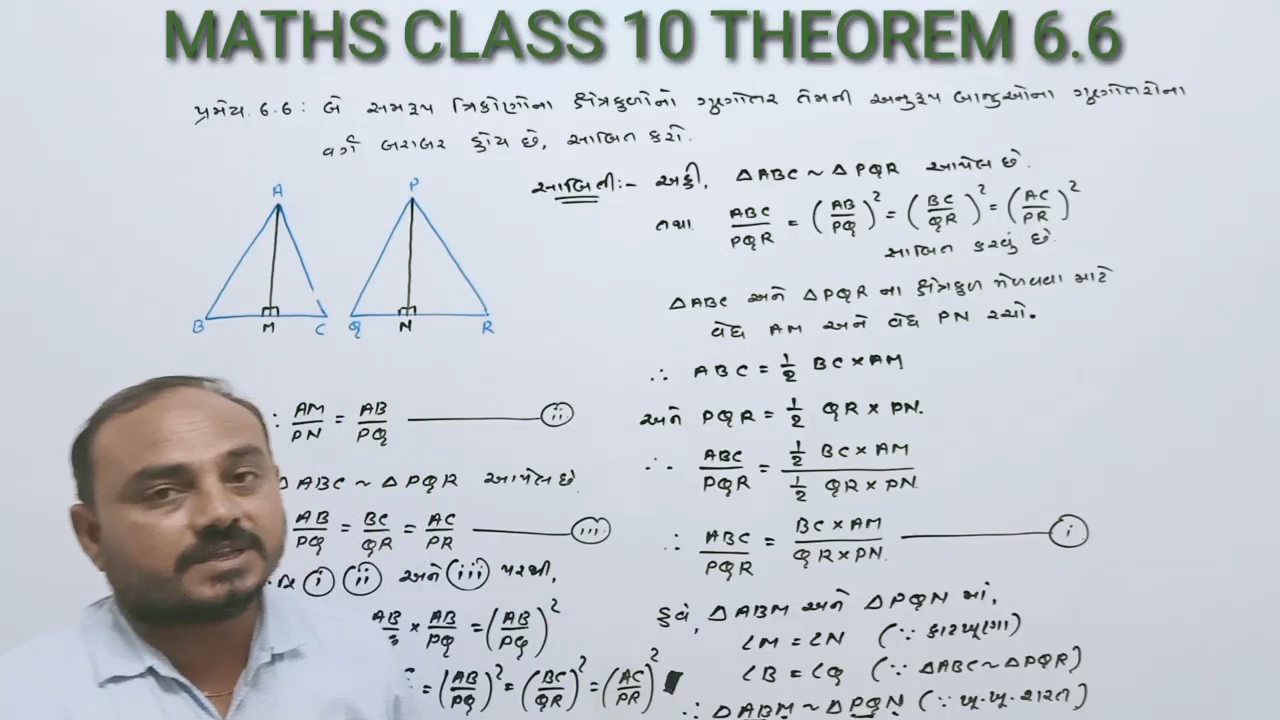 MATHS CLASS 10 THEOREM 6.6
પ્રમેય 6.6 : બે સમરૂપ ત્રિકોણોના ક્ષેત્રફળોનો ગુણોત્તર તેમની અનુરૂપ બાજુઓના ગુણોત્તરોના
વર્ગ બરાબર હોય છે, સાબિત કરો.
A
B M C
P
Q N R
સાબિતી:- અહીં, △ABC ~ △PQR આપેલ છે.
તથા ABC/PQR = (AB/PQ)² = (BC/QR)² = (AC/PR)²
સાબિત કરવું છે.
△ABC અને △PQR ના ક્ષેત્રફળ મેળવવા માટે
વેધ AM અને વેધ PN રચો.
∴ ABC = 1/2 BC × AM
અને PQR = 1/2 QR × PN.
∴ ABC/PQR = 1/2 BC × AM / 1/2 QR × PN
∴ ABC/PQR = BC × AM / QR × PN. —— (i)
હવે, △ABM અને △PQN માં,
∠M = ∠N (∵ કાટખૂણા)
∠B = ∠Q (∵ △ABC ~ △PQR)
∴ △ABM ~ △PQN (∵ ખૂ.ખૂ. શરત)
∴ AM/PN = AB/PQ —— (ii)
△ABC ~ △PQR આપેલ છે.
AB/PQ = BC/QR = AC/PR —— (iii)
(i) (ii) અને (iii) પરથી,
AB × AB/PQ = (AB/PQ)²
= (AB/PQ)² = (BC/QR)² = (AC/PR)²